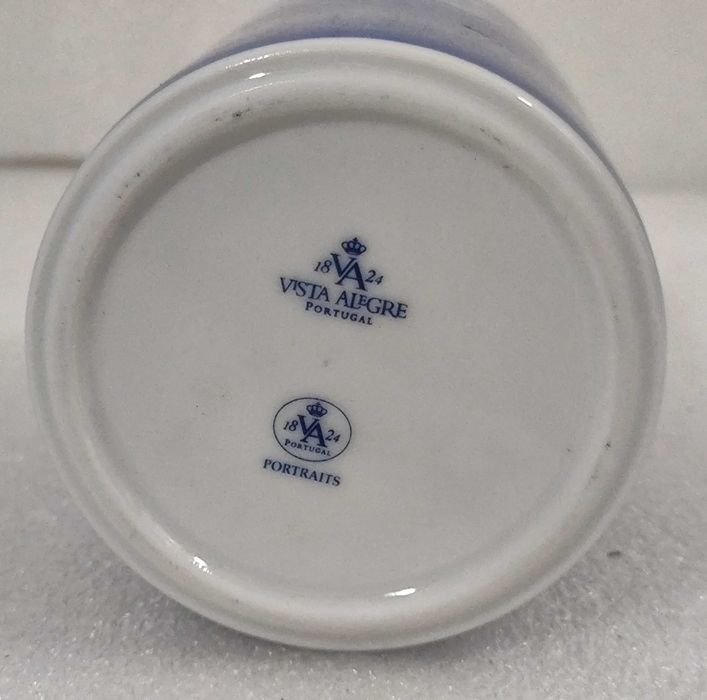 18 VA 24
VISTA ALEGRE
PORTUGAL
18 VA 24
PORTUGAL
PORTRAITS